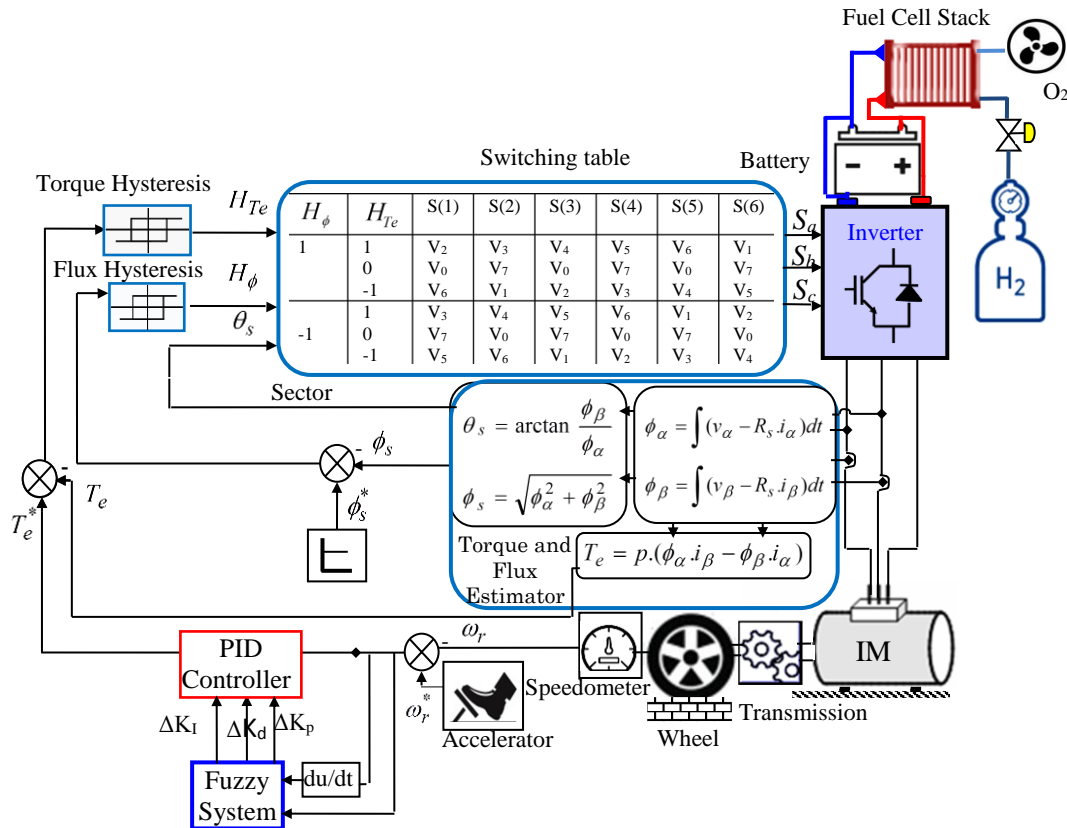 Fuel Cell Stack
O₂
Switching table
Battery
Torque Hysteresis
H_Te
H_ϕ H_Te S(1) S(2) S(3) S(4) S(5) S(6)
1 1 V₂ V₃ V₄ V₅ V₆ V₁
0 V₀ V₇ V₀ V₇ V₀ V₇
-1 V₆ V₁ V₂ V₃ V₄ V₅
1 V₃ V₄ V₅ V₆ V₁ V₂
-1 0 V₇ V₀ V₇ V₀ V₇ V₀
-1 V₅ V₆ V₁ V₂ V₃ V₄
S_a
S_b
S_c
- +
Inverter
H₂
Flux Hysteresis
H_ϕ
θ_s
Sector
θ_s = arctan ϕ_β / ϕ_α
ϕ_s = √(ϕ_α² + ϕ_β²)
ϕ_α = ∫(v_α − R_s.i_α)dt
ϕ_β = ∫(v_β − R_s.i_β)dt
T_e = p.(ϕ_α.i_β − ϕ_β.i_α)
Torque and
Flux
Estimator
- ϕ_s
ϕ_s*
-
T_e
T_e*
PID
Controller
- ω_r
ω_r*
Accelerator
Speedometer
Wheel
Transmission
IM
ΔK_I ΔK_d ΔK_p
Fuzzy
System
du/dt